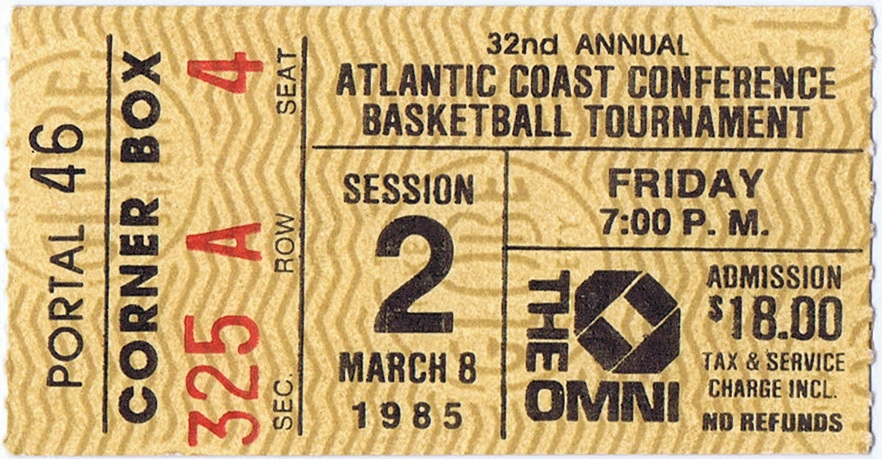 PORTAL 46
CORNER BOX
325 A 4
SEC. ROW SEAT
32nd ANNUAL
ATLANTIC COAST CONFERENCE
BASKETBALL TOURNAMENT
SESSION
2
MARCH 8
1985
FRIDAY
7:00 P. M.
THE
OMNI
ADMISSION
$18.00
TAX & SERVICE
CHARGE INCL.
NO REFUNDS